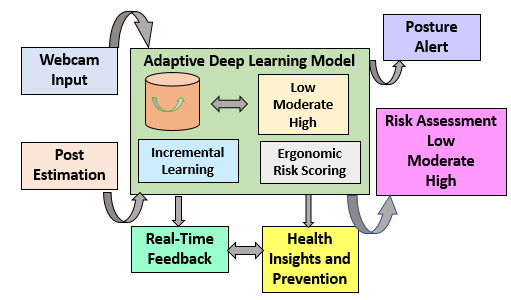 Webcam
Input
Adaptive Deep Learning Model
Posture
Alert
Low
Moderate
High
Risk Assessment
Low
Moderate
High
Post
Estimation
Incremental
Learning
Ergonomic
Risk Scoring
Real-Time
Feedback
Health
Insights and
Prevention